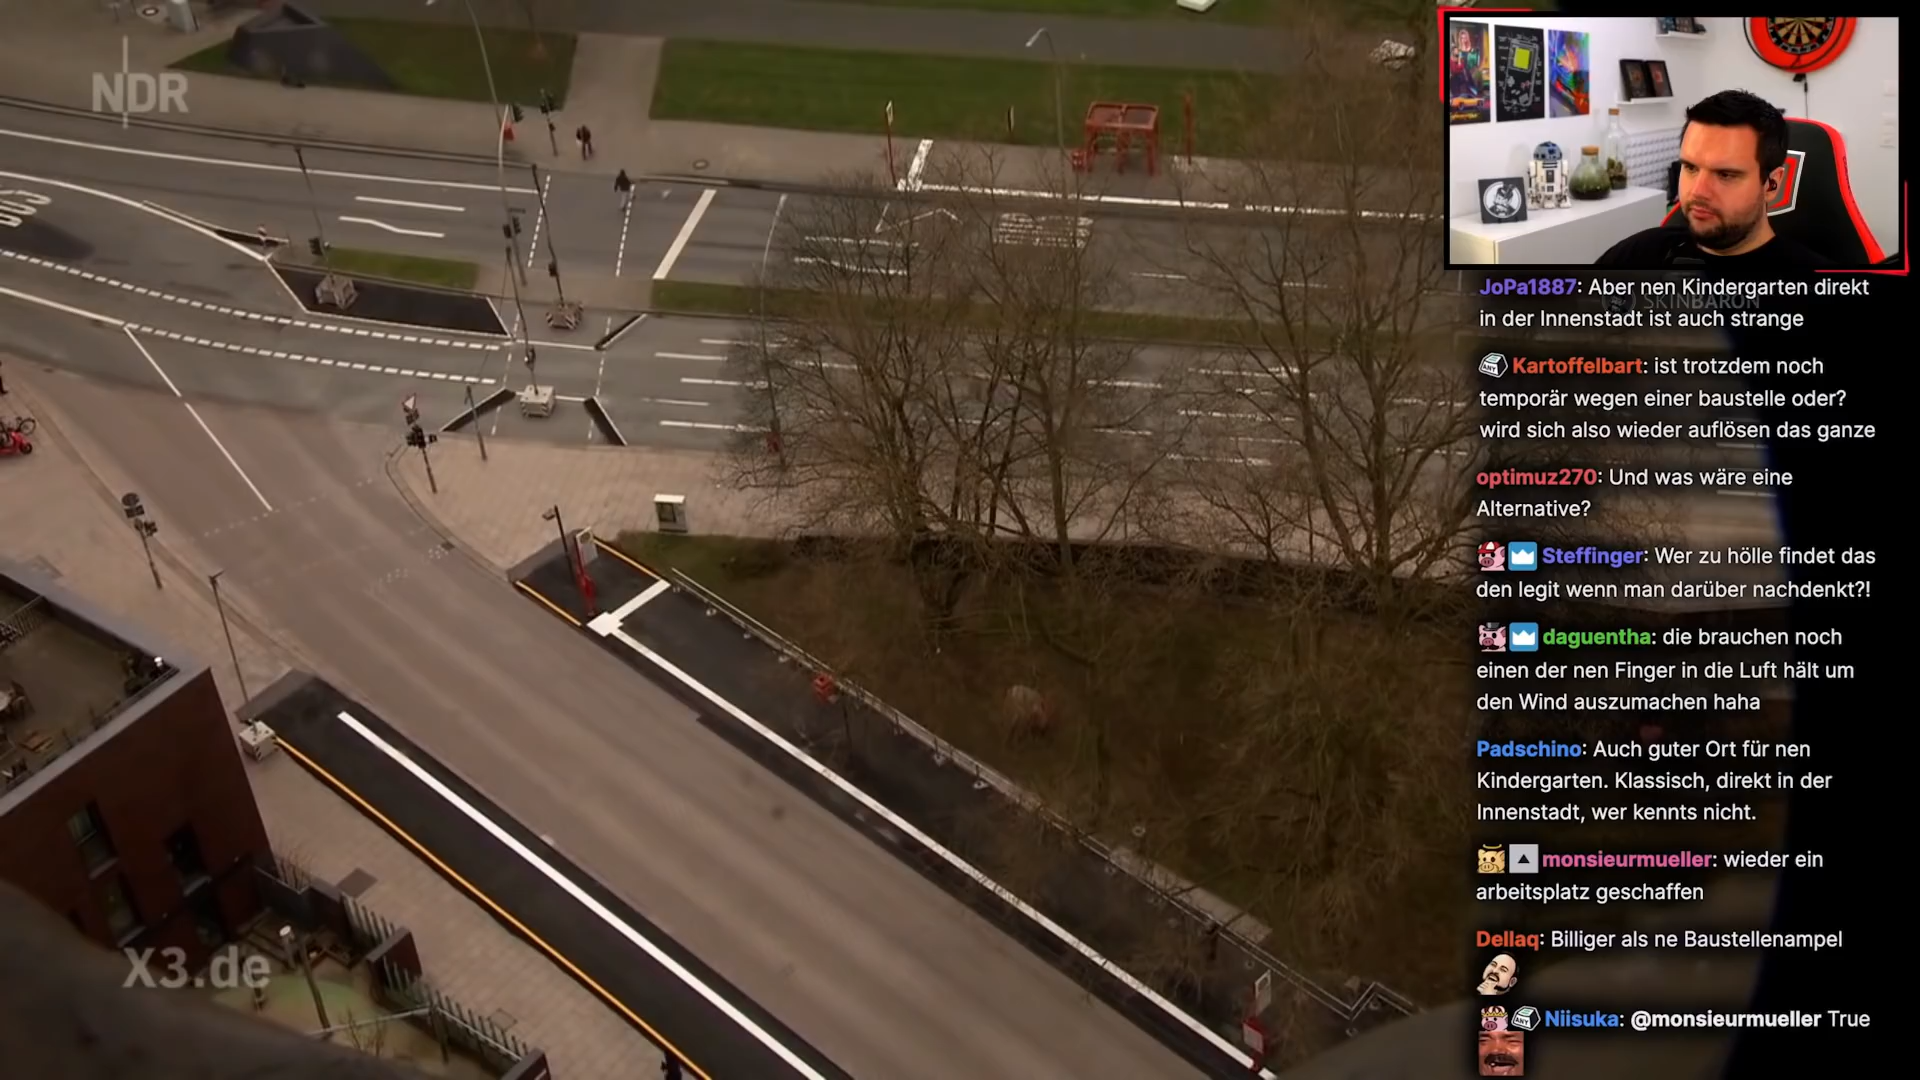 NDR
X3.de
SKINBARON
JoPa1887: Aber nen Kindergarten direkt
in der Innenstadt ist auch strange
Kartoffelbart: ist trotzdem noch
temporär wegen einer baustelle oder?
wird sich also wieder auflösen das ganze
optimuz270: Und was wäre eine
Alternative?
Steffinger: Wer zu hölle findet das
den legit wenn man darüber nachdenkt?!
daguentha: die brauchen noch
einen der nen Finger in die Luft hält um
den Wind auszumachen haha
Padschino: Auch guter Ort für nen
Kindergarten. Klassisch, direkt in der
Innenstadt, wer kennts nicht.
monsieurmueller: wieder ein
arbeitsplatz geschaffen
Dellaq: Billiger als ne Baustellenampel
Niisuka: @monsieurmueller True